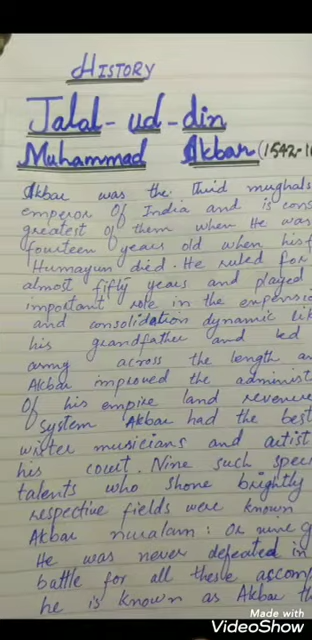 HISTORY
Jalal-ud-din
Muhammad Akbar (1542-1
Akbar was the Third mughals
emperor Of India and is cons
greatest of them when He was
fourteen years old when his f
Humayun died. He ruled for
almost fifty years and played
important role in the expensio
and consolidation dynamic lik
his grandfather and led
army across the length an
Akbar improved the administ
Of his empire land revenue
system Akbar had the best
writer musicians and artist
his court. Nine such spec
talents who shone brightly
respective fields were known
Akbar nuralam: Or nine g
He was never defeated in
battle for all these accomp
he is known as Akbar th
Made with
VideoShow